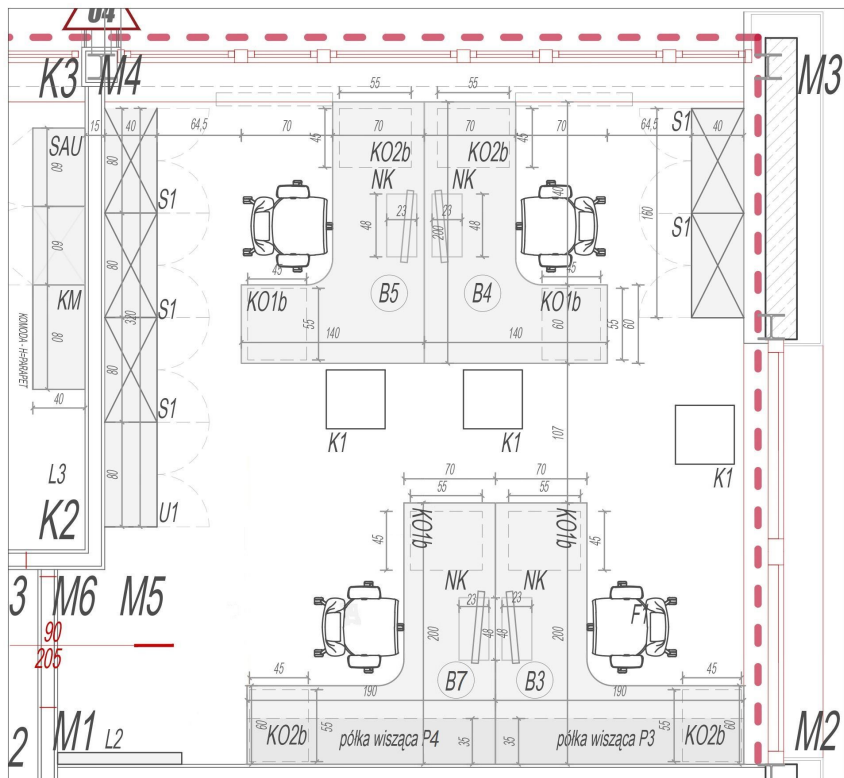 04
K3 M4
M3
55
55
15
40
64,5
70
45
70
70
45
70
64,5
S1
40
SAU
60
80
KO2b
KO2b
NK
NK
40
160
S1
48
23
23
48
200
S1
60
80
KM
45
KO1b
B5
B4
45
KO1b
55
60
55
60
320
S1
KOMODA - H=PARAPET
80
80
140
140
40
S1
K1
K1
107
K1
L3
80
70
70
55
55
K2
U1
KO1b
KO1b
45
45
NK
NK
3 M6 M5
23
23
F1
90
205
48
48
200
200
45
B7
B3
45
190
190
60
KO2b
55
półka wisząca P4
35
35
półka wisząca P3
55
KO2b
60
2 M1 L2
M2